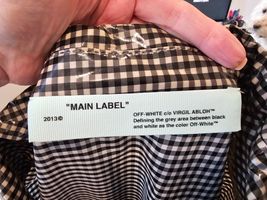 "MAIN LABEL"
2013©
OFF-WHITE c/o VIRGIL ABLOH™
Defining the grey area between black
and white as the color Off-White™